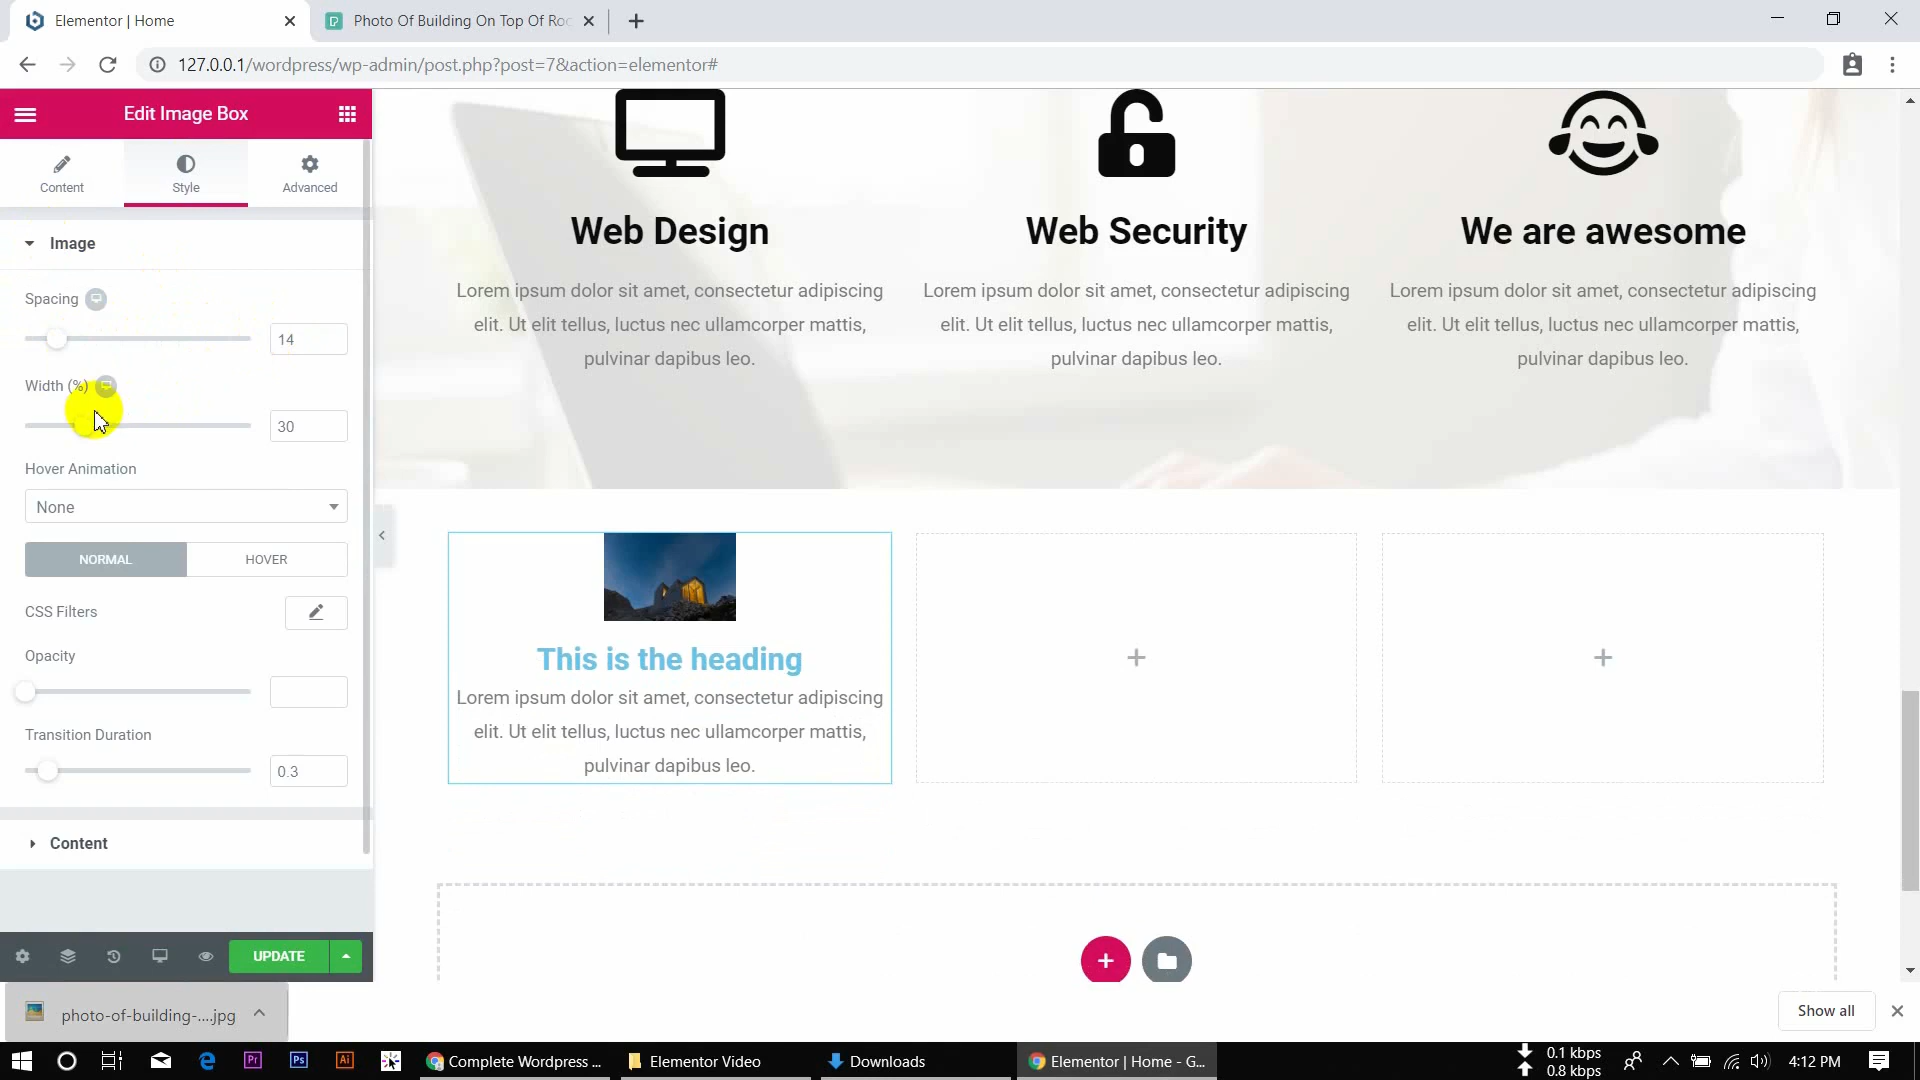 Elementor | Home
Photo Of Building On Top Of Roc
127.0.0.1/wordpress/wp-admin/post.php?post=7&action=elementor#
Edit Image Box
Content
Style
Advanced
Image
Spacing
14
Width (%)
30
Hover Animation
None
NORMAL
HOVER
CSS Filters
Opacity
Transition Duration
0.3
Content
UPDATE
Web Design
Lorem ipsum dolor sit amet, consectetur adipiscing
elit. Ut elit tellus, luctus nec ullamcorper mattis,
pulvinar dapibus leo.
Web Security
Lorem ipsum dolor sit amet, consectetur adipiscing
elit. Ut elit tellus, luctus nec ullamcorper mattis,
pulvinar dapibus leo.
We are awesome
Lorem ipsum dolor sit amet, consectetur adipiscing
elit. Ut elit tellus, luctus nec ullamcorper mattis,
pulvinar dapibus leo.
This is the heading
Lorem ipsum dolor sit amet, consectetur adipiscing
elit. Ut elit tellus, luctus nec ullamcorper mattis,
pulvinar dapibus leo.
photo-of-building-....jpg
Show all
Pr
Ps
Ai
Complete Wordpress ...
Elementor Video
Downloads
Elementor | Home - G...
0.1 kbps
0.8 kbps
4:12 PM